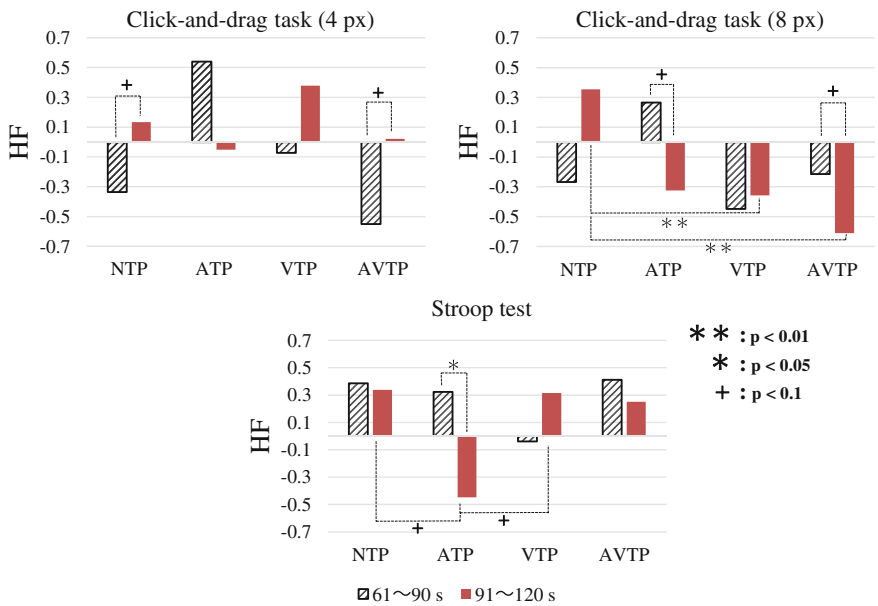 Click-and-drag task (4 px)
0.7
0.5
0.3
0.1
-0.1
-0.3
-0.5
-0.7
HF
+
+
NTP ATP VTP AVTP
Click-and-drag task (8 px)
0.7
0.5
0.3
0.1
-0.1
-0.3
-0.5
-0.7
HF
+
+
**
**
NTP ATP VTP AVTP
Stroop test
0.7
0.5
0.3
0.1
-0.1
-0.3
-0.5
-0.7
HF
*
+
+
NTP ATP VTP AVTP
61~90 s 91~120 s
** : p < 0.01
* : p < 0.05
+ : p < 0.1